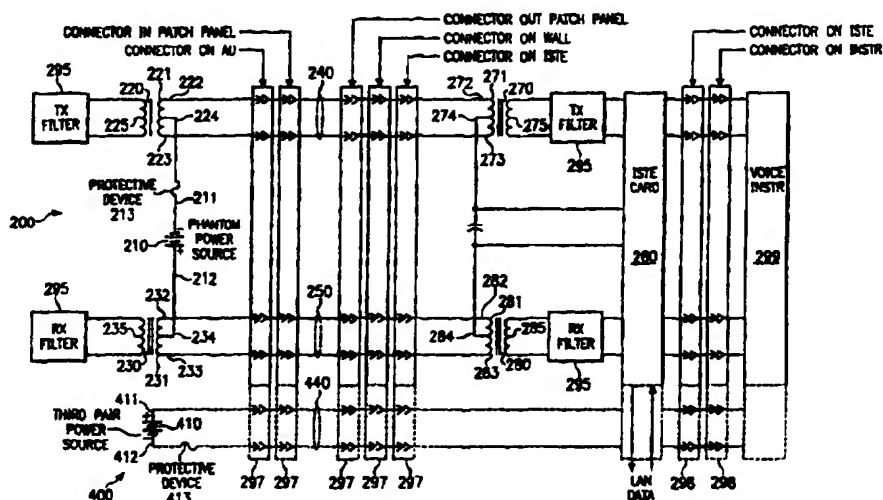 CONNECTOR IN PATCH PANEL
CONNECTOR ON AU
CONNECTOR OUT PATCH PANEL
CONNECTOR ON WALL
CONNECTOR ON ISTE
CONNECTOR ON ISTE
CONNECTOR ON INSTR
295
TX
FILTER
220
221
222
224
225
223
240
272
271
270
274
275
273
TX
FILTER
295
PROTECTIVE
DEVICE
213
211
200
PHANTOM
POWER
SOURCE
210
212
ISTE
CARD
260
VOICE
INSTR
299
295
RX
FILTER
232
235
234
230
233
231
250
282
281
284
285
283
280
RX
FILTER
295
411
THIRD PAIR
POWER
SOURCE
410
412
440
400
PROTECTIVE
DEVICE
413
297
297
297
297
297
LAN
DATA
298
298